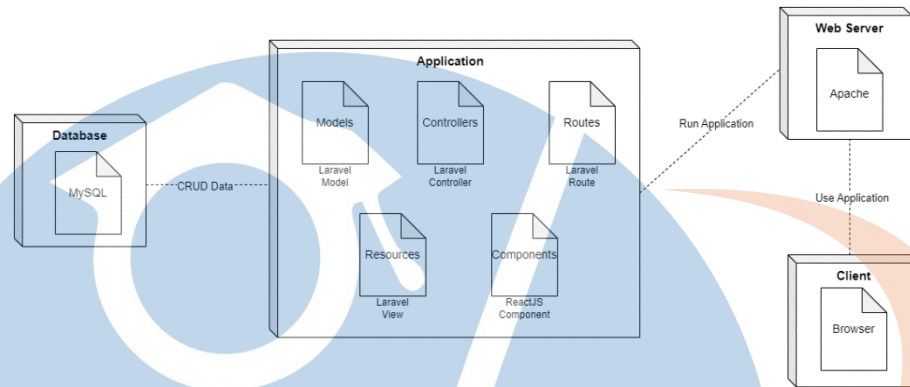 Web Server
Apache
Application
Models
Controllers
Routes
Laravel
Model
Laravel
Controller
Laravel
Route
Run Application
Database
MySQL
CRUD Data
Use Application
Resources
Components
Laravel
View
ReactJS
Component
Client
Browser